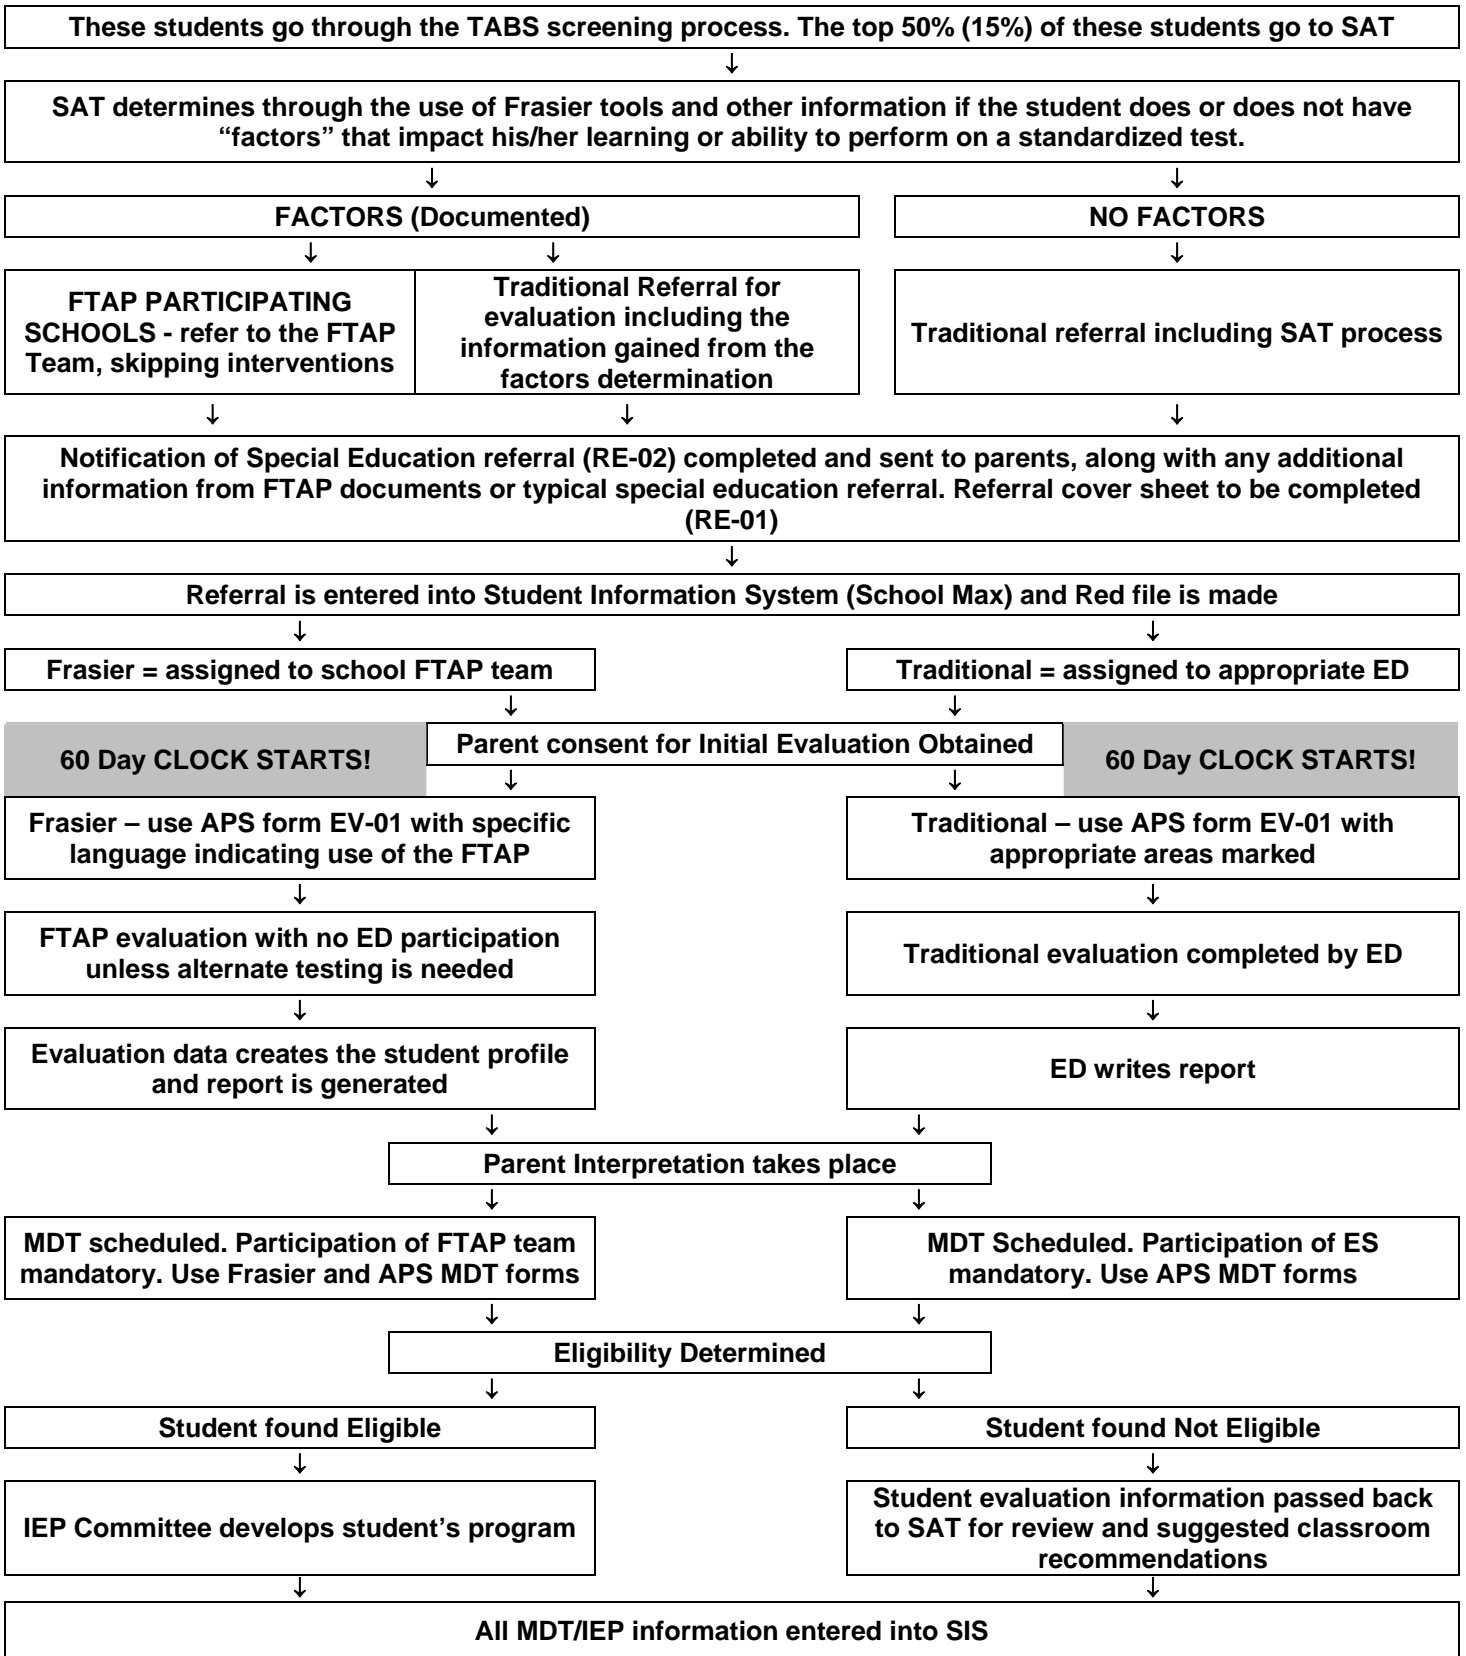 These students go through the TABS screening process. The top 50% (15%) of these students go to SAT
↓
SAT determines through the use of Frasier tools and other information if the student does or does not have
“factors” that impact his/her learning or ability to perform on a standardized test.
↓ ↓
FACTORS (Documented)
NO FACTORS
↓ ↓ ↓
FTAP PARTICIPATING
SCHOOLS - refer to the FTAP
Team, skipping interventions
Traditional Referral for
evaluation including the
information gained from the
factors determination
Traditional referral including SAT process
↓ ↓ ↓
Notification of Special Education referral (RE-02) completed and sent to parents, along with any additional
information from FTAP documents or typical special education referral. Referral cover sheet to be completed
(RE-01)
↓
Referral is entered into Student Information System (School Max) and Red file is made
↓ ↓
Frasier = assigned to school FTAP team
Traditional = assigned to appropriate ED
↓ ↓
60 Day CLOCK STARTS!
Parent consent for Initial Evaluation Obtained
60 Day CLOCK STARTS!
↓ ↓
Frasier – use APS form EV-01 with specific
language indicating use of the FTAP
Traditional – use APS form EV-01 with
appropriate areas marked
↓ ↓
FTAP evaluation with no ED participation
unless alternate testing is needed
Traditional evaluation completed by ED
↓ ↓
Evaluation data creates the student profile
and report is generated
ED writes report
↓ ↓
Parent Interpretation takes place
↓ ↓
MDT scheduled. Participation of FTAP team
mandatory. Use Frasier and APS MDT forms
MDT Scheduled. Participation of ES
mandatory. Use APS MDT forms
↓ ↓
Eligibility Determined
↓ ↓
Student found Eligible
Student found Not Eligible
↓ ↓
IEP Committee develops student’s program
Student evaluation information passed back
to SAT for review and suggested classroom
recommendations
↓ ↓
All MDT/IEP information entered into SIS